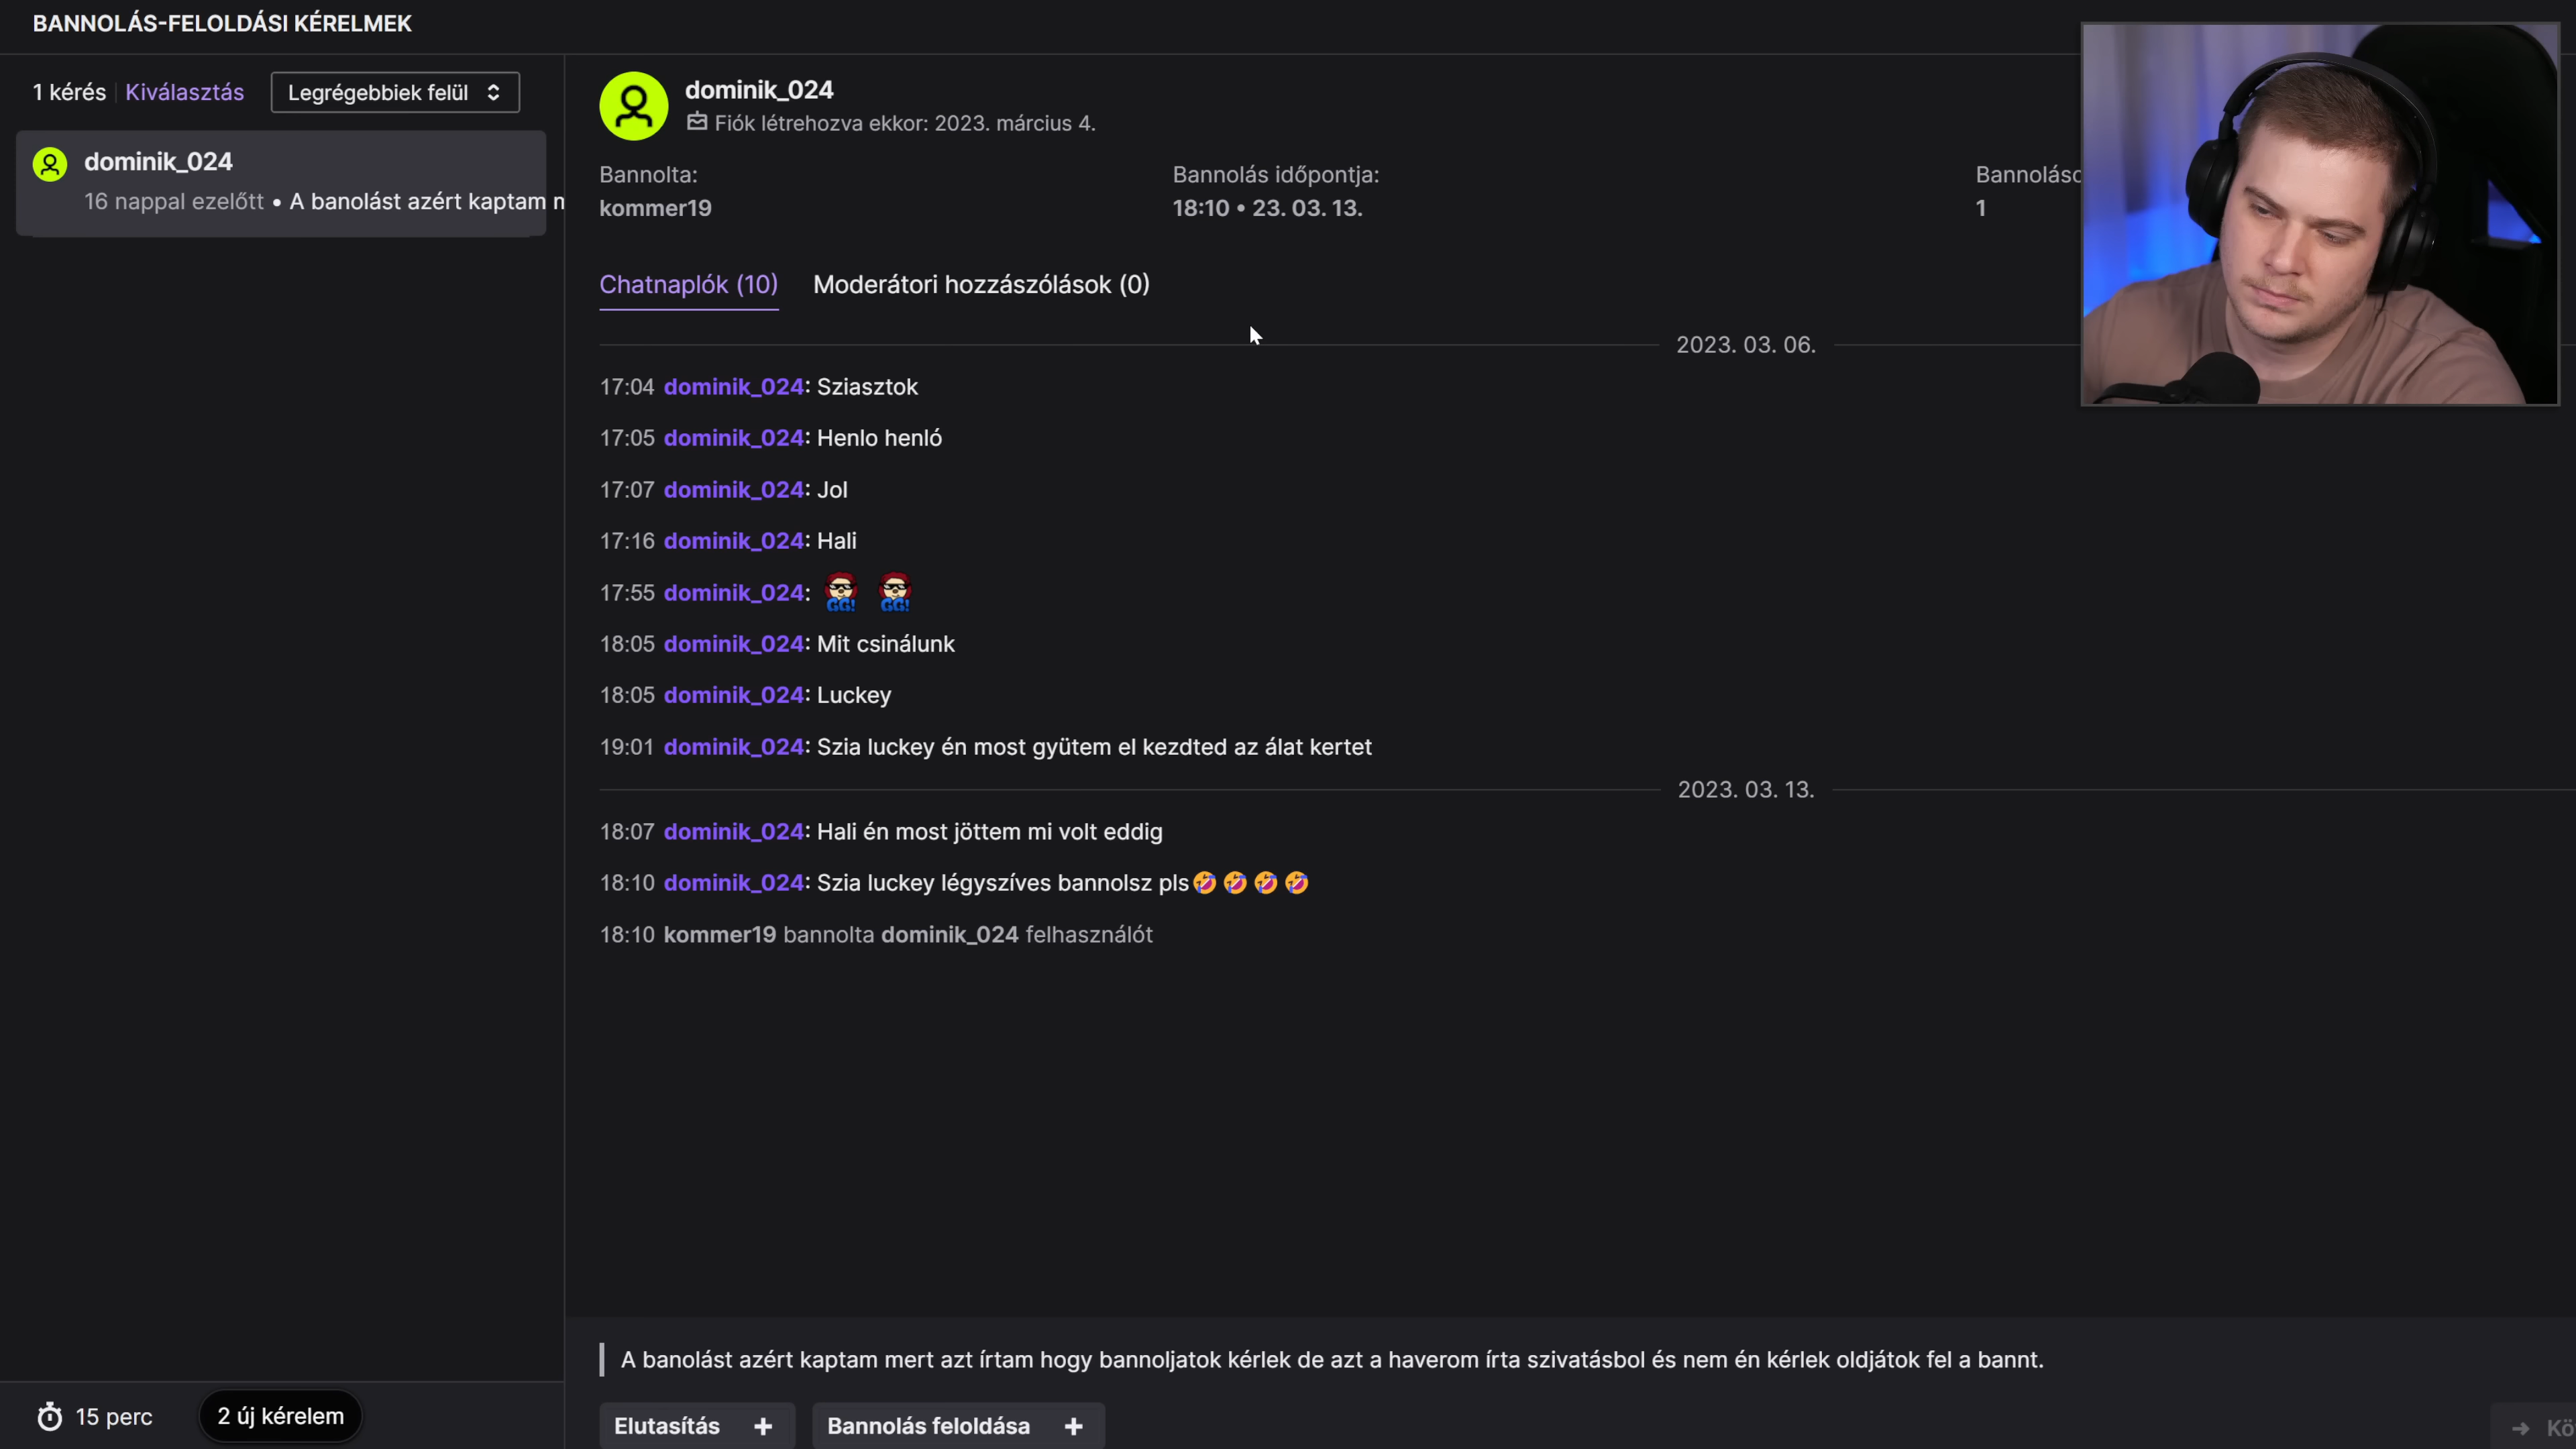 BANNOLÁS-FELOLDÁSI KÉRELMEK
1 kérés Kiválasztás Legrégebbiek felül
dominik_024
16 nappal ezelőtt • A banolást azért kaptam
dominik_024
Fiók létrehozva ekkor: 2023. március 4.
Bannolta: Bannolás időpontja:
kommer19 18:10 • 23. 03. 13. 1
Chatnaplók (10) Moderátori hozzászólások (0)
2023. 03. 06.
17:04 dominik_024: Sziasztok
17:05 dominik_024: Henlo henló
17:07 dominik_024: Jol
17:16 dominik_024: Hali
17:55 dominik_024: GG! GG!
18:05 dominik_024: Mit csinálunk
18:05 dominik_024: Luckey
19:01 dominik_024: Szia luckey én most gyütem el kezdted az álat kertet
2023. 03. 13.
18:07 dominik_024: Hali én most jöttem mi volt eddig
18:10 dominik_024: Szia luckey légyszíves bannolsz pls🤣🤣🤣🤣
18:10 kommer19 bannolta dominik_024 felhasználót
A banolást azért kaptam mert azt írtam hogy bannoljatok kérlek de azt a haverom írta szivatásbol és nem én kérlek oldjátok fel a bannt.
15 perc 2 új kérelem
Elutasítás + Bannolás feloldása +